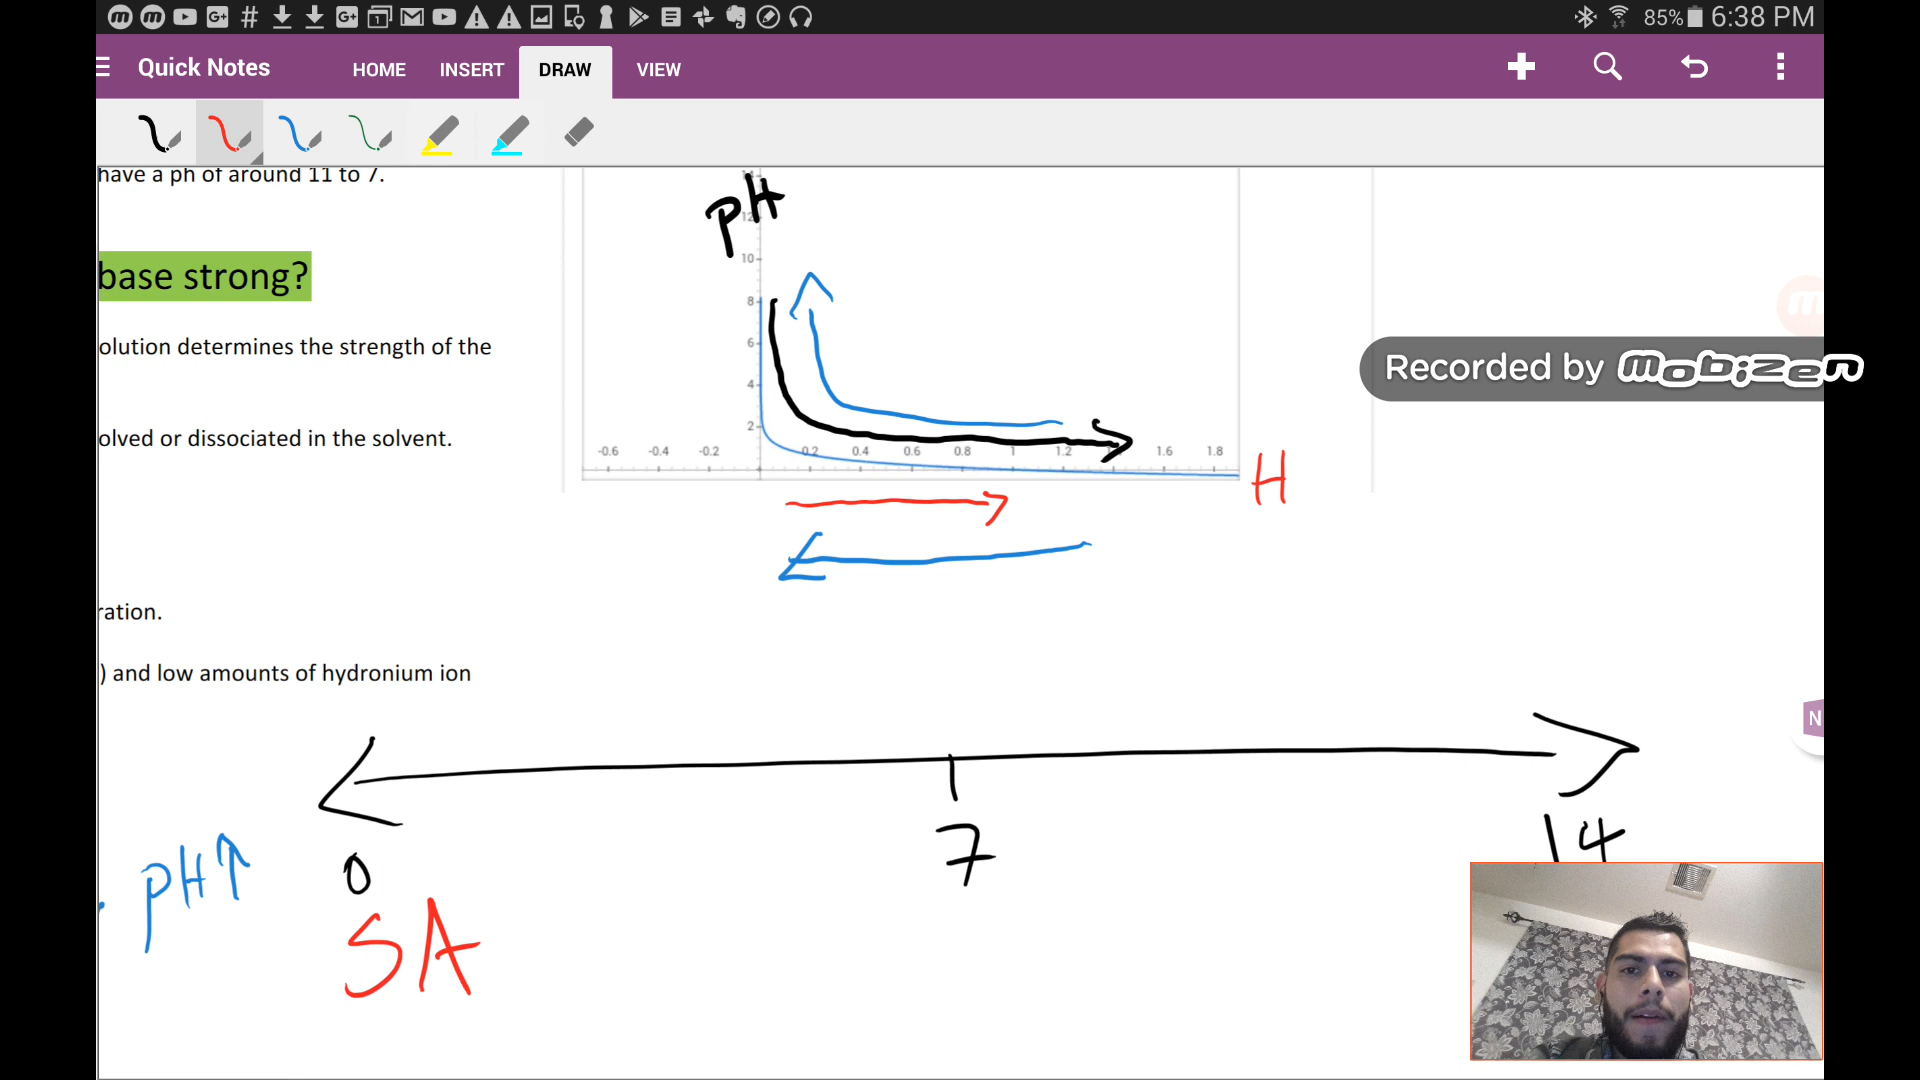 85% 6:38 PM
Quick Notes HOME INSERT DRAW VIEW
have a ph of around 11 to 7.
base strong?
olution determines the strength of the
olved or dissociated in the solvent.
ration.
) and low amounts of hydronium ion
pH
14
12
10
8
6
4
2
-0.6 -0.4 -0.2 0.2 0.4 0.6 0.8 1 1.2 1.6 1.8
H
Recorded by mobizen
N
0 7 14
pH↑
SA